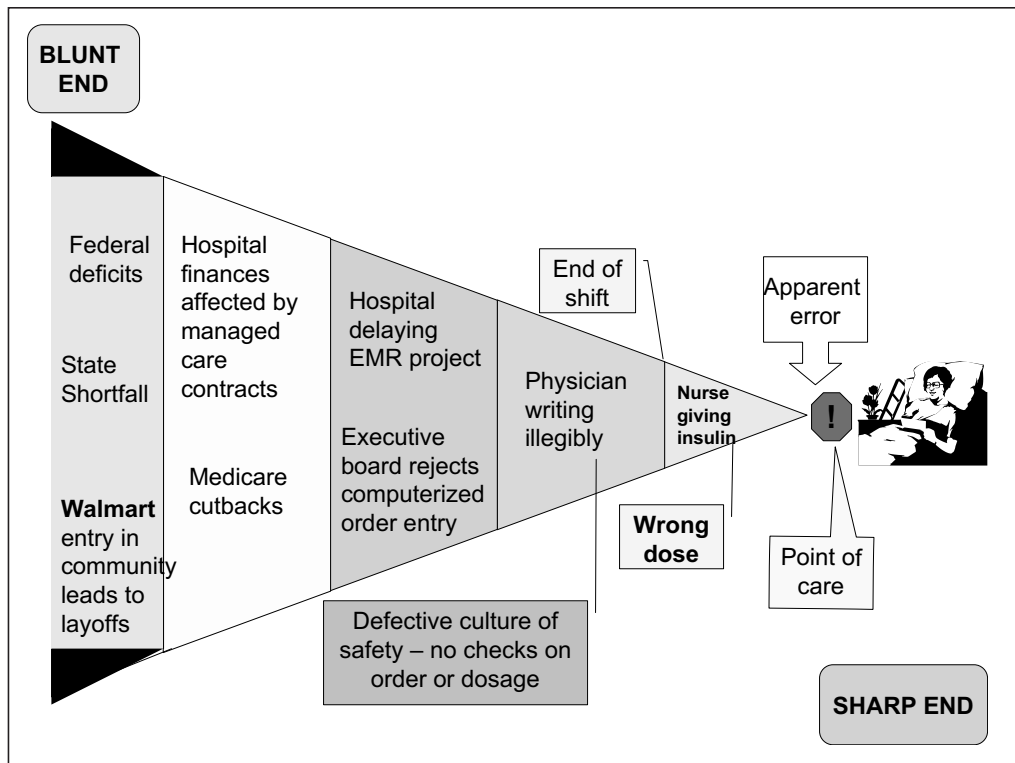 BLUNT
END
Federal
deficits
State
Shortfall
Walmart
entry in
community
leads to
layoffs
Hospital
finances
affected by
managed
care
contracts
Medicare
cutbacks
Hospital
delaying
EMR project
Executive
board rejects
computerized
order entry
Physician
writing
illegibly
Defective culture of
safety – no checks on
order or dosage
End of
shift
Nurse
giving
insulin
Wrong
dose
Apparent
error
!
Point of
care
SHARP END